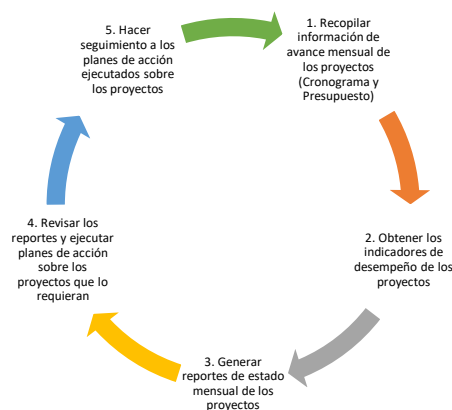 1. Recopilar
información de
avance mensual de
los proyectos
(Cronograma y
Presupuesto)
2. Obtener los
indicadores de
desempeño de los
proyectos
3. Generar
reportes de estado
mensual de los
proyectos
4. Revisar los
reportes y ejecutar
planes de acción
sobre los
proyectos que lo
requieran
5. Hacer
seguimiento a los
planes de acción
ejecutados sobre
los proyectos